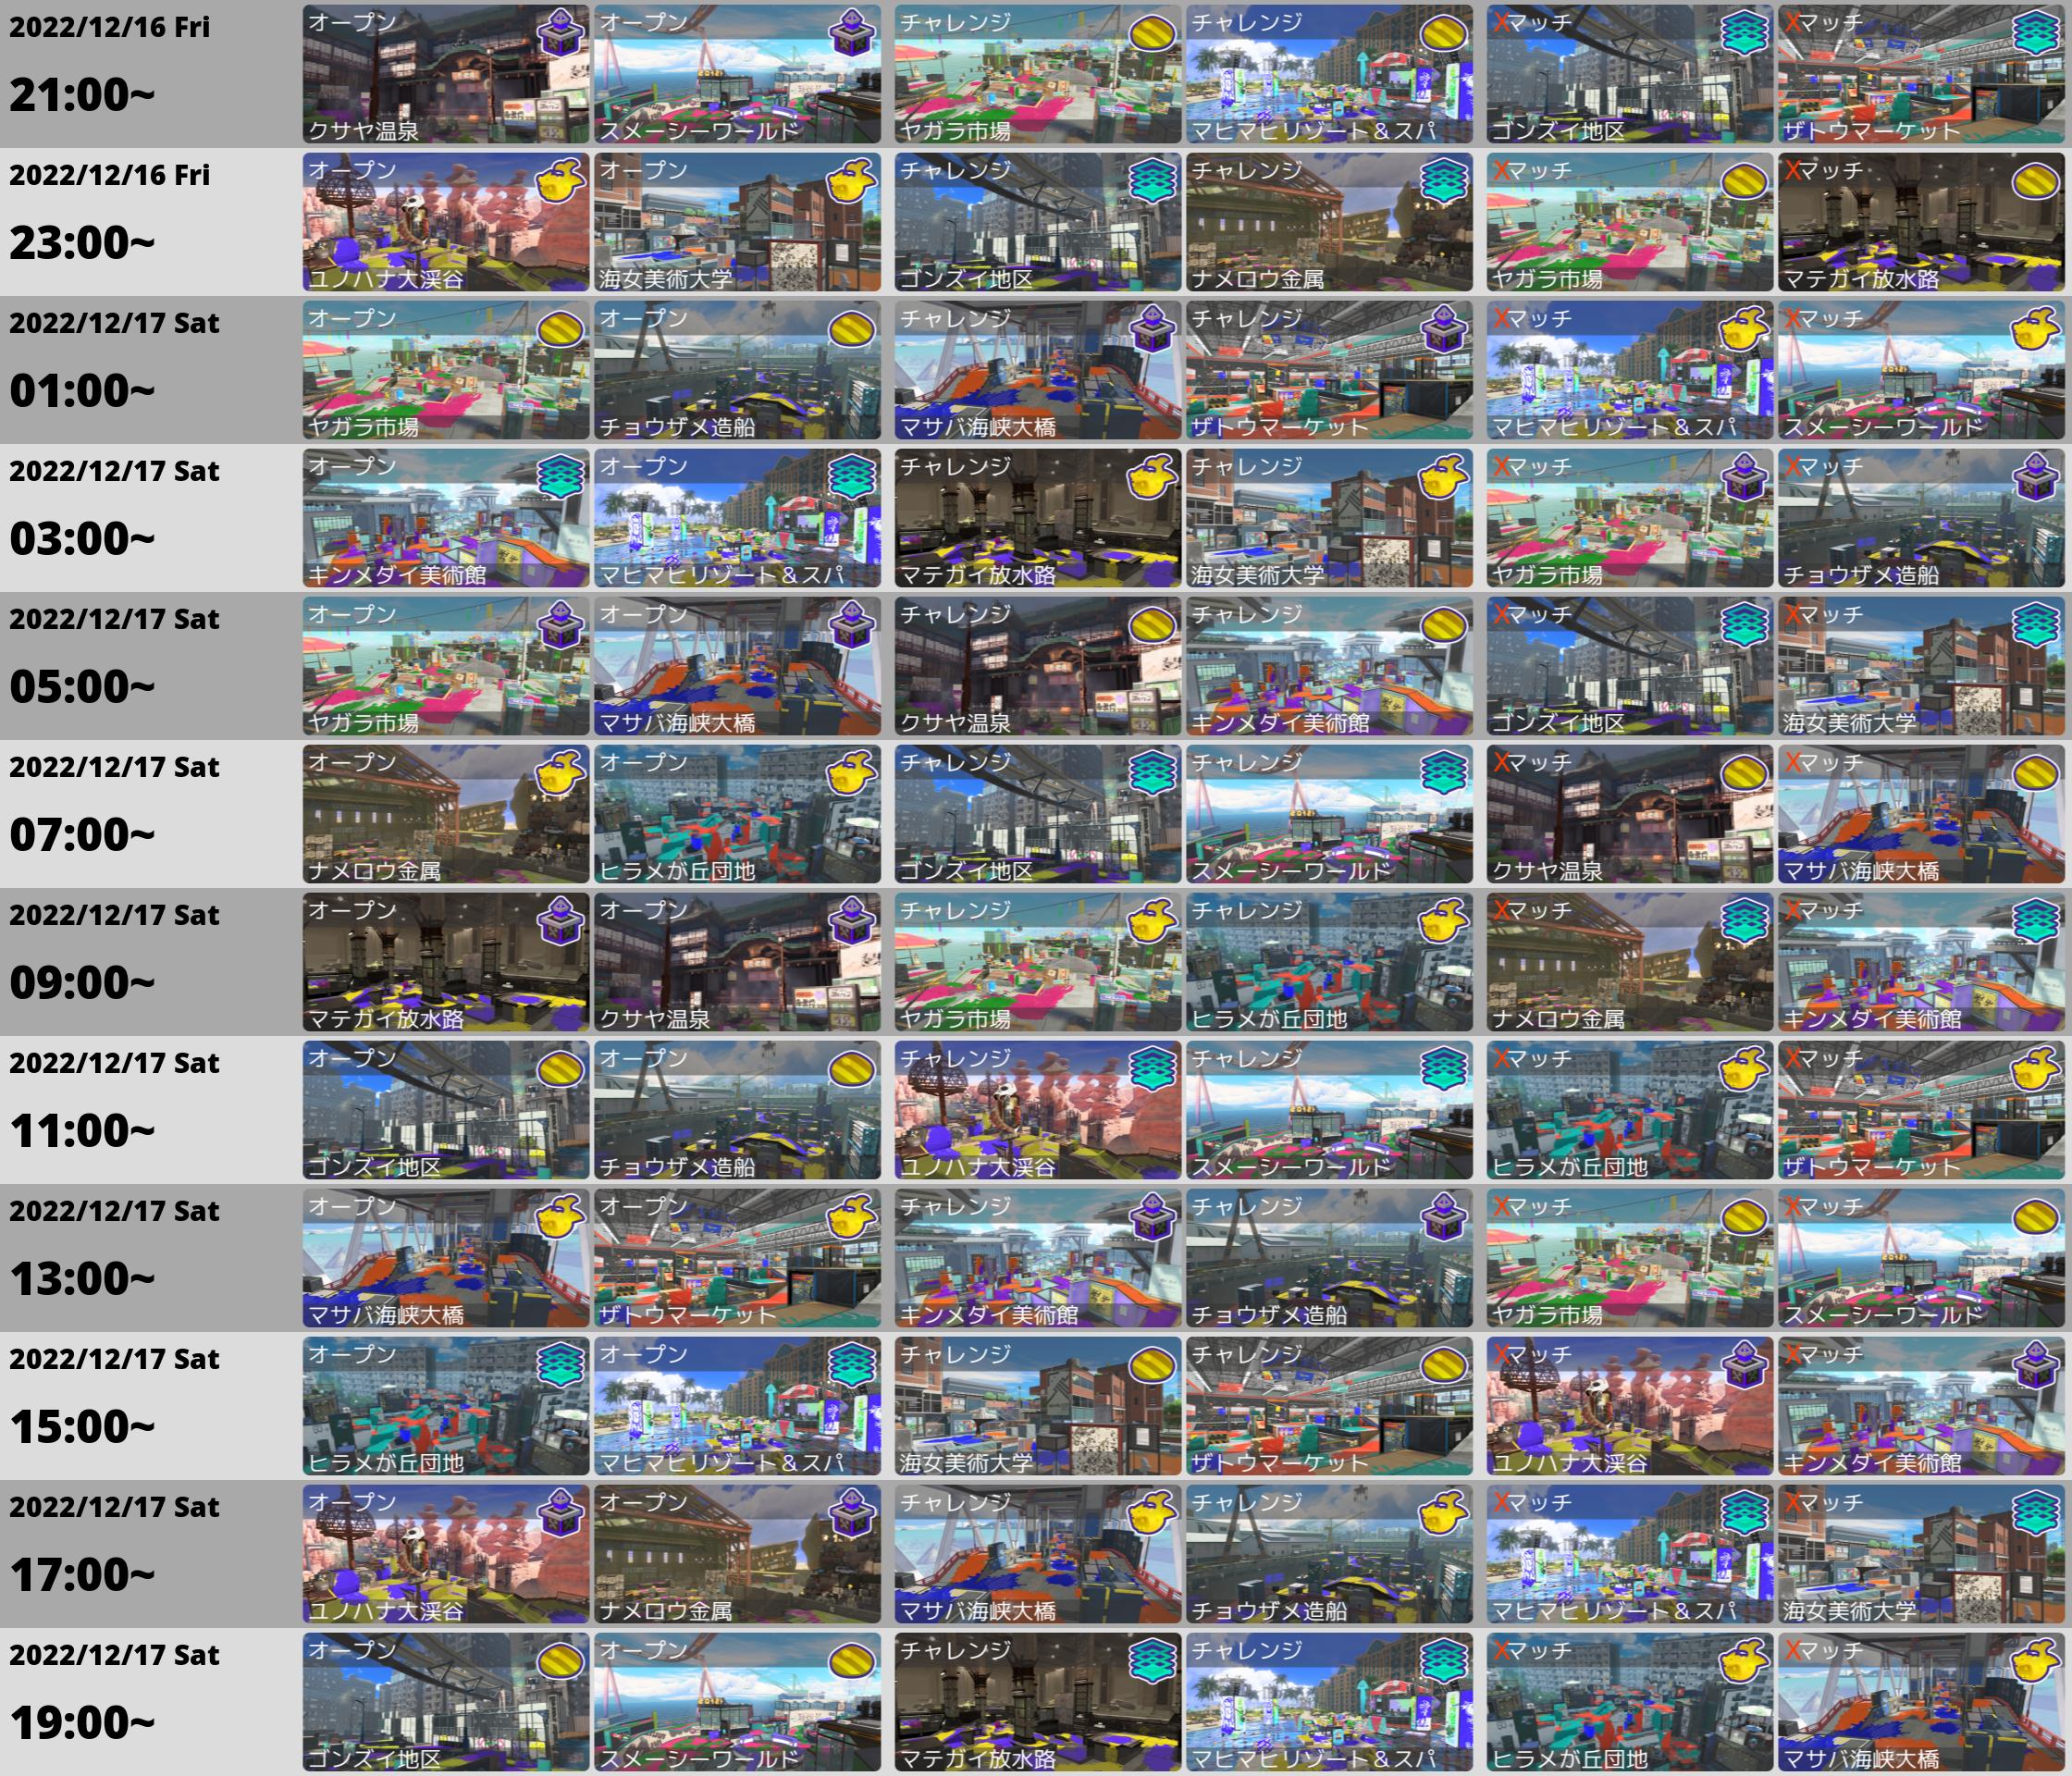 2022/12/16 Fri
21:00~
オープン オープン チャレンジ チャレンジ Xマッチ Xマッチ
クサヤ温泉 スメーシーワールド ヤガラ市場 マヒマヒリゾート＆スパ ゴンズイ地区 ザトウマーケット
2022/12/16 Fri
23:00~
オープン オープン チャレンジ チャレンジ Xマッチ Xマッチ
ユノハナ大渓谷 海女美術大学 ゴンズイ地区 ナメロウ金属 ヤガラ市場 マテガイ放水路
2022/12/17 Sat
01:00~
オープン オープン チャレンジ チャレンジ Xマッチ Xマッチ
ヤガラ市場 チョウザメ造船 マサバ海峡大橋 ザトウマーケット マヒマヒリゾート＆スパ スメーシーワールド
2022/12/17 Sat
03:00~
オープン オープン チャレンジ チャレンジ Xマッチ Xマッチ
キンメダイ美術館 マヒマヒリゾート＆スパ マテガイ放水路 海女美術大学 ヤガラ市場 チョウザメ造船
2022/12/17 Sat
05:00~
オープン オープン チャレンジ チャレンジ Xマッチ Xマッチ
ヤガラ市場 マサバ海峡大橋 クサヤ温泉 キンメダイ美術館 ゴンズイ地区 海女美術大学
2022/12/17 Sat
07:00~
オープン オープン チャレンジ チャレンジ Xマッチ Xマッチ
ナメロウ金属 ヒラメが丘団地 ゴンズイ地区 スメーシーワールド クサヤ温泉 マサバ海峡大橋
2022/12/17 Sat
09:00~
オープン オープン チャレンジ チャレンジ Xマッチ Xマッチ
マテガイ放水路 クサヤ温泉 ヤガラ市場 ヒラメが丘団地 ナメロウ金属 キンメダイ美術館
2022/12/17 Sat
11:00~
オープン オープン チャレンジ チャレンジ Xマッチ Xマッチ
ゴンズイ地区 チョウザメ造船 ユノハナ大渓谷 スメーシーワールド ヒラメが丘団地 ザトウマーケット
2022/12/17 Sat
13:00~
オープン オープン チャレンジ チャレンジ Xマッチ Xマッチ
マサバ海峡大橋 ザトウマーケット キンメダイ美術館 チョウザメ造船 ヤガラ市場 スメーシーワールド
2022/12/17 Sat
15:00~
オープン オープン チャレンジ チャレンジ Xマッチ Xマッチ
ヒラメが丘団地 マヒマヒリゾート＆スパ 海女美術大学 ザトウマーケット ユノハナ大渓谷 キンメダイ美術館
2022/12/17 Sat
17:00~
オープン オープン チャレンジ チャレンジ Xマッチ Xマッチ
ユノハナ大渓谷 ナメロウ金属 マサバ海峡大橋 チョウザメ造船 マヒマヒリゾート＆スパ 海女美術大学
2022/12/17 Sat
19:00~
オープン オープン チャレンジ チャレンジ Xマッチ Xマッチ
ゴンズイ地区 スメーシーワールド マテガイ放水路 マヒマヒリゾート＆スパ ヒラメが丘団地 マサバ海峡大橋